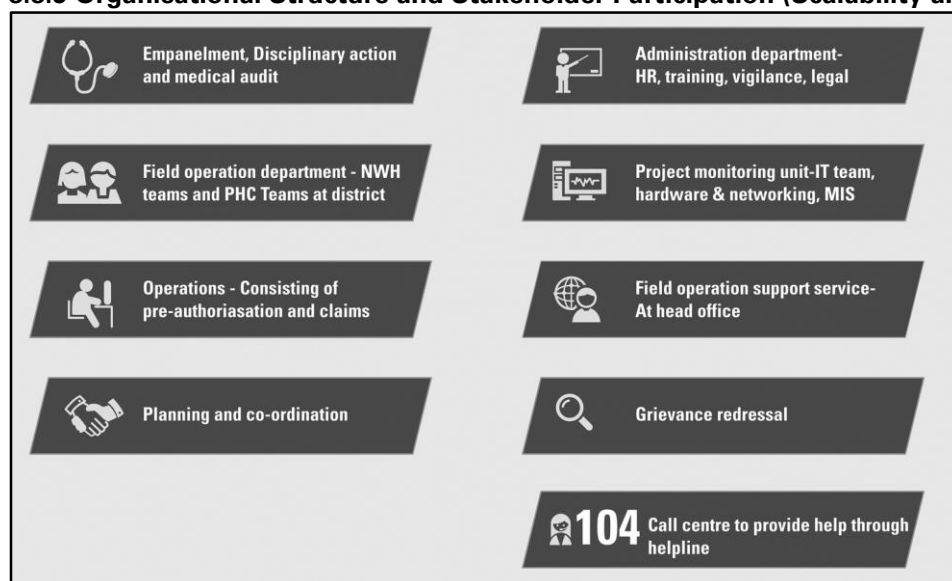 Organisational Structure and Stakeholder Participation (Scalability
Empanelment, Disciplinary action
and medical audit
Administration department-
HR, training, vigilance, legal
Field operation department - NWH
teams and PHC Teams at district
Project monitoring unit-IT team,
hardware & networking, MIS
Operations - Consisting of
pre-authoriasation and claims
Field operation support service-
At head office
Planning and co-ordination
Grievance redressal
104 Call centre to provide help through
helpline